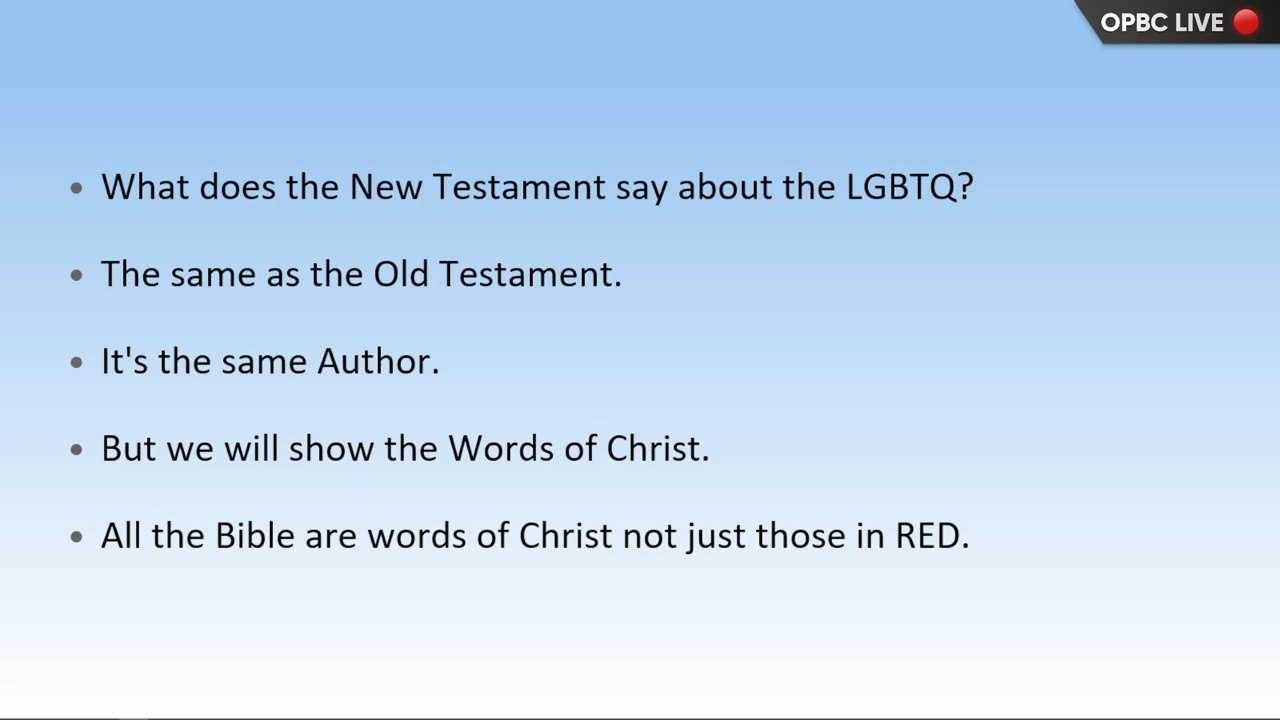 OPBC LIVE
• What does the New Testament say about the LGBTQ?
• The same as the Old Testament.
• It's the same Author.
• But we will show the Words of Christ.
• All the Bible are words of Christ not just those in RED.